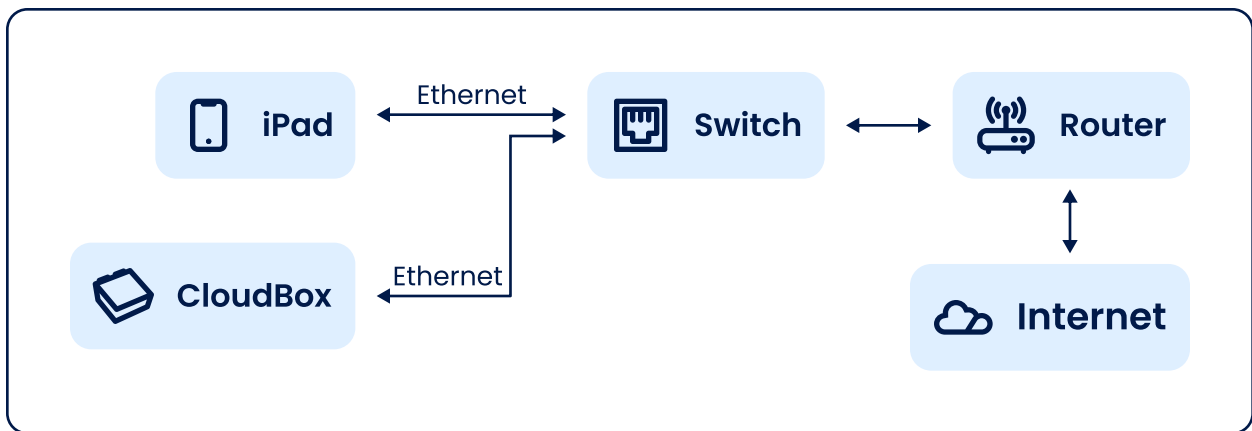 Ethernet
iPad
Switch
Router
Ethernet
CloudBox
Internet